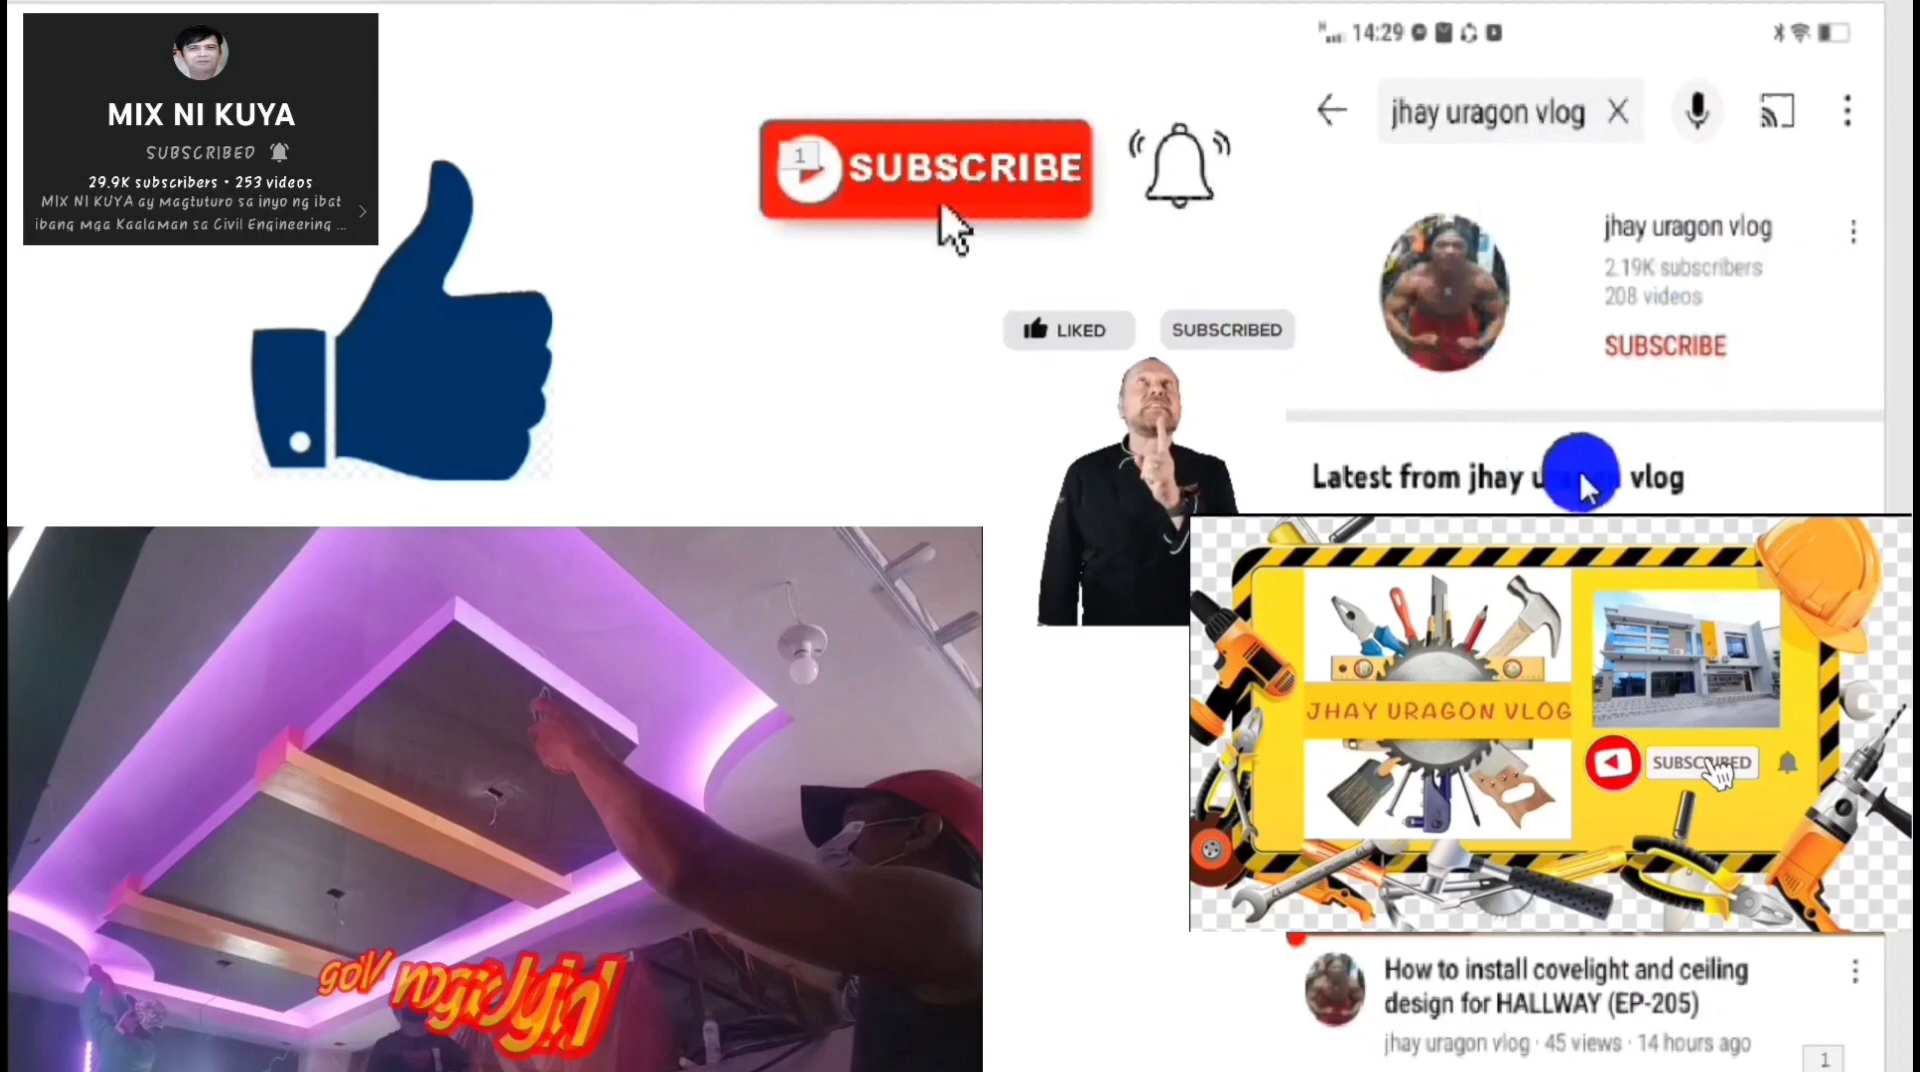 MIX NI KUYA
SUBSCRIBED
29.9K subscribers • 253 videos
MIX NI KUYA ay Magtuturo sa inyo ng ibat
ibang mga Kaalaman sa Civil Engineering ...
1
SUBSCRIBE
LIKED
SUBSCRIBED
14:29
jhay uragon vlog
jhay uragon vlog
2.19K subscribers
208 videos
SUBSCRIBE
Latest from jhay vlog
JHAY URAGON VLOG
SUBSCRIBED
How to install covelight and ceiling
design for HALLWAY (EP-205)
jhay uragon vlog · 45 views · 14 hours ago
1